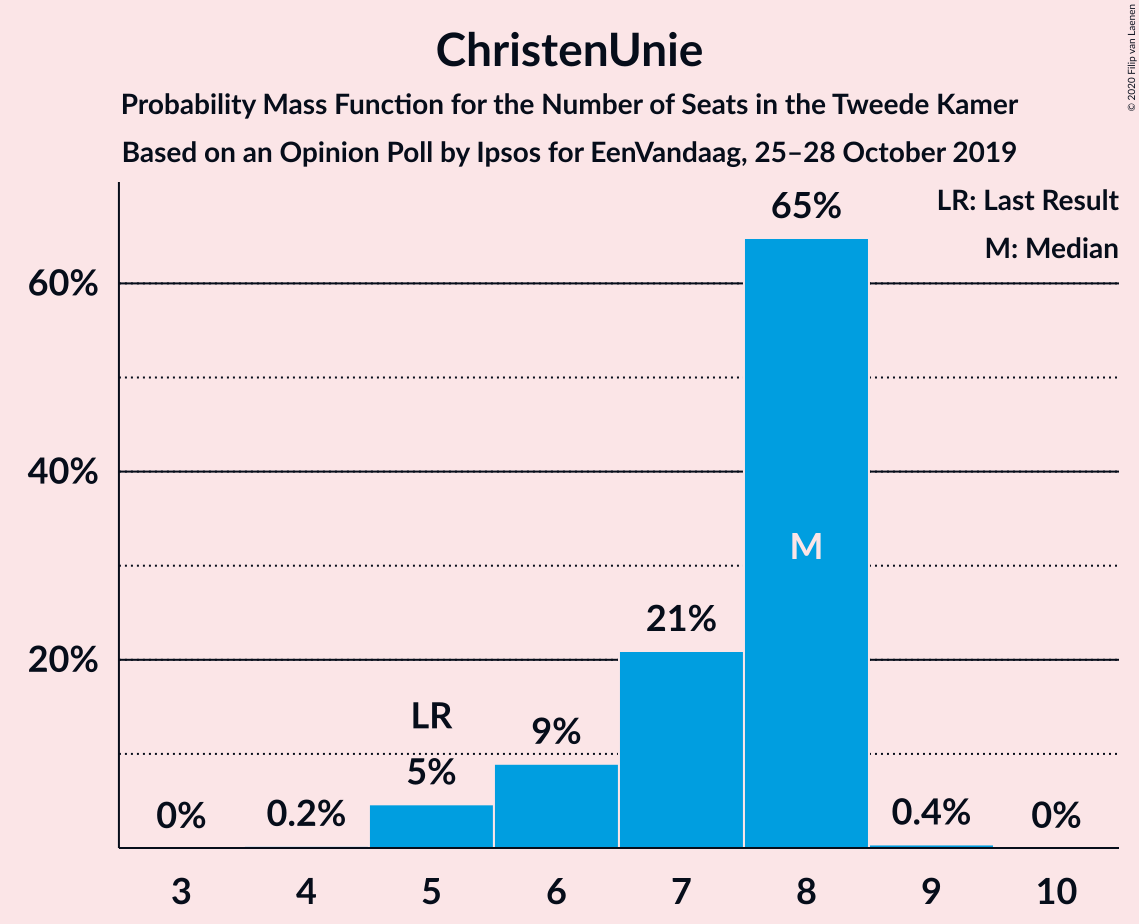 ChristenUnie
Probability Mass Function for the Number of Seats in the Tweede Kamer
Based on an Opinion Poll by Ipsos for EenVandaag, 25–28 October 2019
© 2020 Filip van Laenen
LR: Last Result
M: Median
60%
40%
20%
0%
0.2%
LR
5%
9%
21%
65%
M
0.4%
0%
3 4 5 6 7 8 9 10